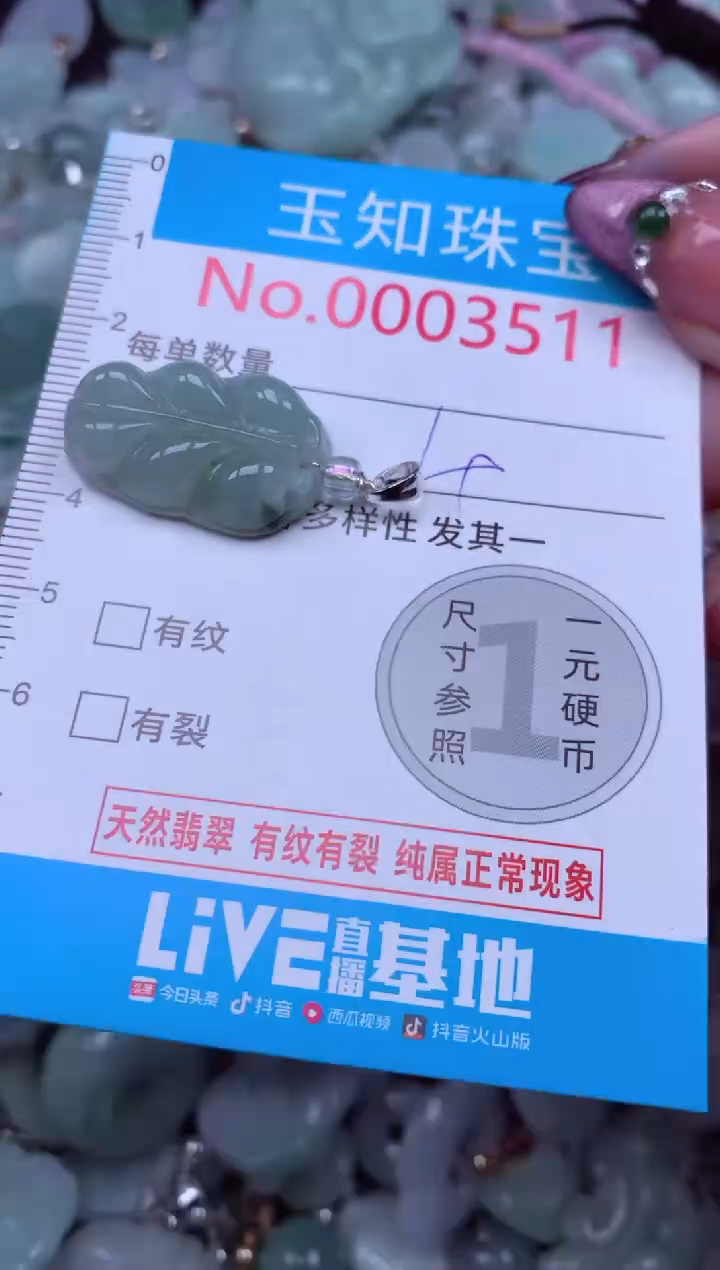 0
玉知珠宝
1
No.0003511
2
每单数量
多样性 发其一
4
5
有纹
6
有裂
尺寸参照
1
一元硬币
天然翡翠 有纹有裂 纯属正常现象
LiVE直播基地
头条 今日头条 抖音 西瓜视频 抖音火山版